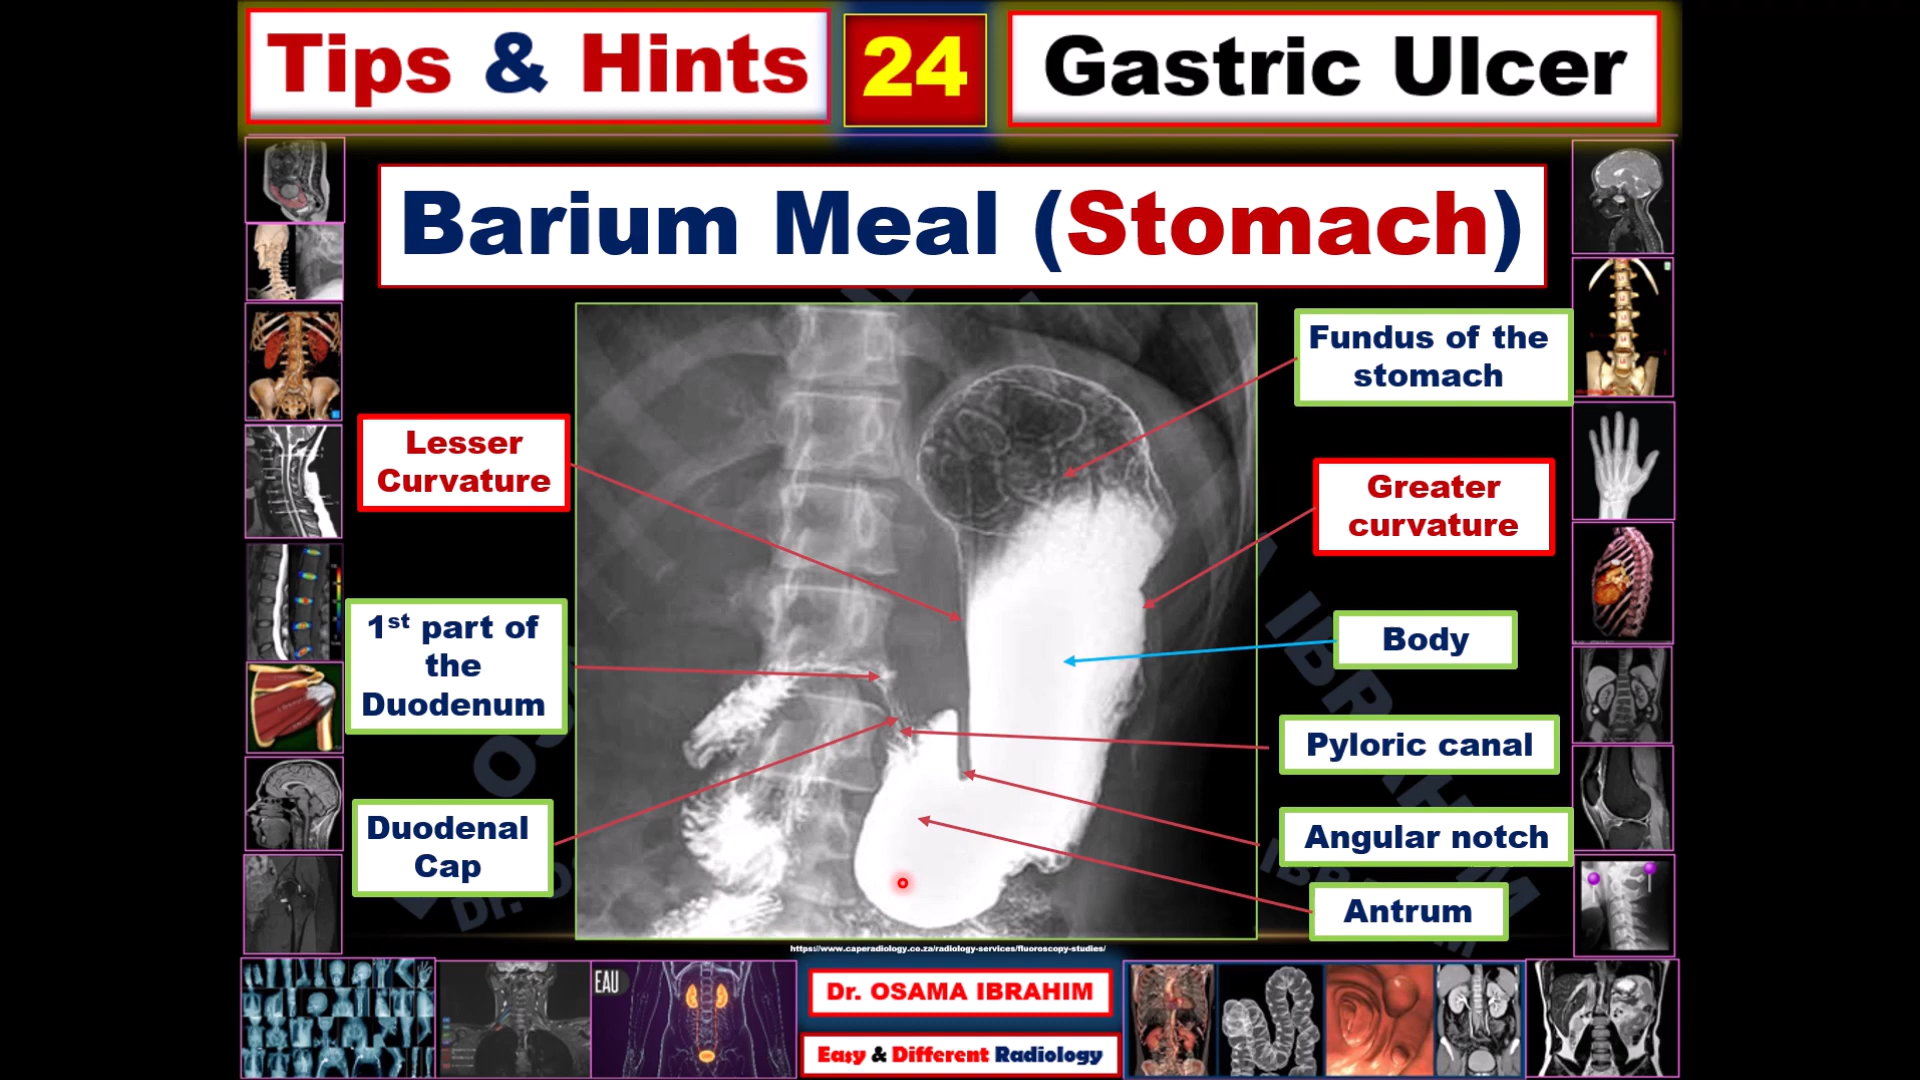 Tips & Hints
24
Gastric Ulcer
Barium Meal (Stomach)
Fundus of the
stomach
Lesser
Curvature
Greater
curvature
1st part of
the
Duodenum
Body
Pyloric canal
Duodenal
Cap
Angular notch
Antrum
https://www.caperadiology.co.za/radiology-services/fluoroscopy-studies/
EAU
Dr. OSAMA IBRAHIM
Easy & Different Radiology